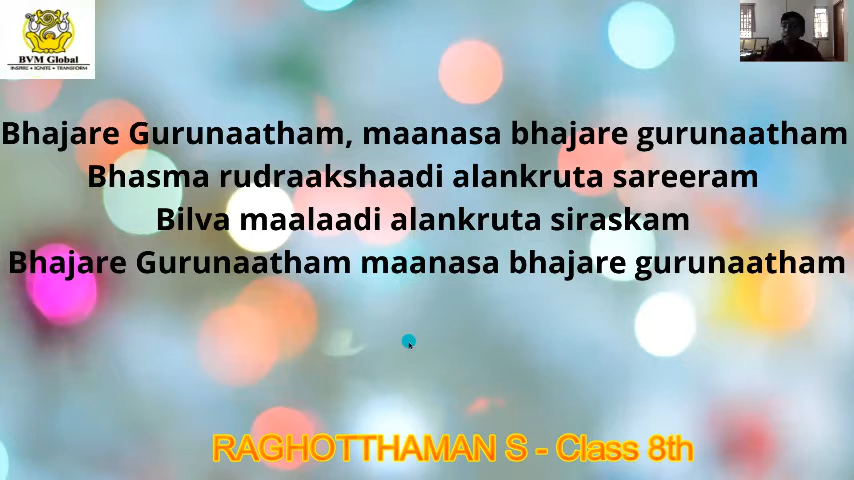 BVM Global
INSPIRE • IGNITE • TRANSFORM
Bhajare Gurunaatham, maanasa bhajare gurunaatham
Bhasma rudraakshaadi alankruta sareeram
Bilva maalaadi alankruta siraskam
Bhajare Gurunaatham maanasa bhajare gurunaatham
RAGHOTTHAMAN S - Class 8th